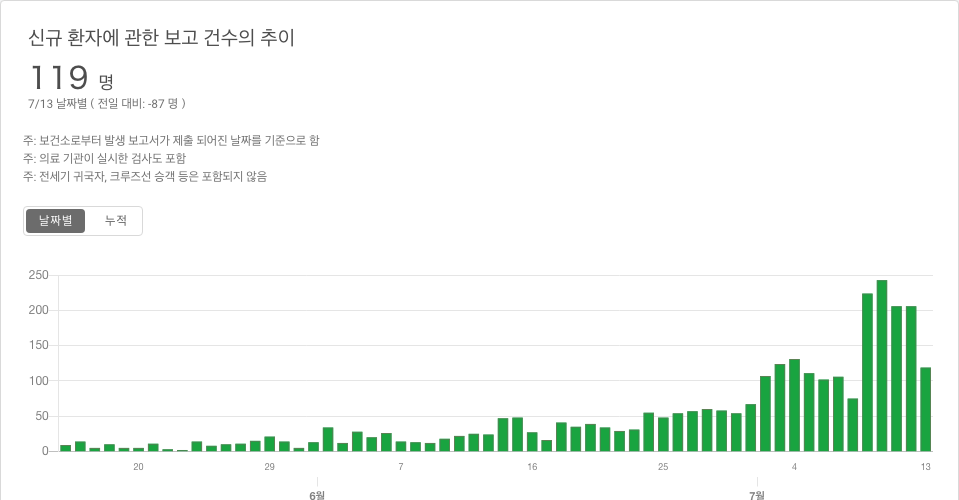 신규 환자에 관한 보고 건수의 추이
119 명
7/13 날짜별 ( 전일 대비: -87 명 )
주: 보건소로부터 발생 보고서가 제출 되어진 날짜를 기준으로 함
주: 의료 기관이 실시한 검사도 포함
주: 전세기 귀국자, 크루즈선 승객 등은 포함되지 않음
날짜별 누적
250
200
150
100
50
0
20 29 7 16 25 4 13
6월 7월